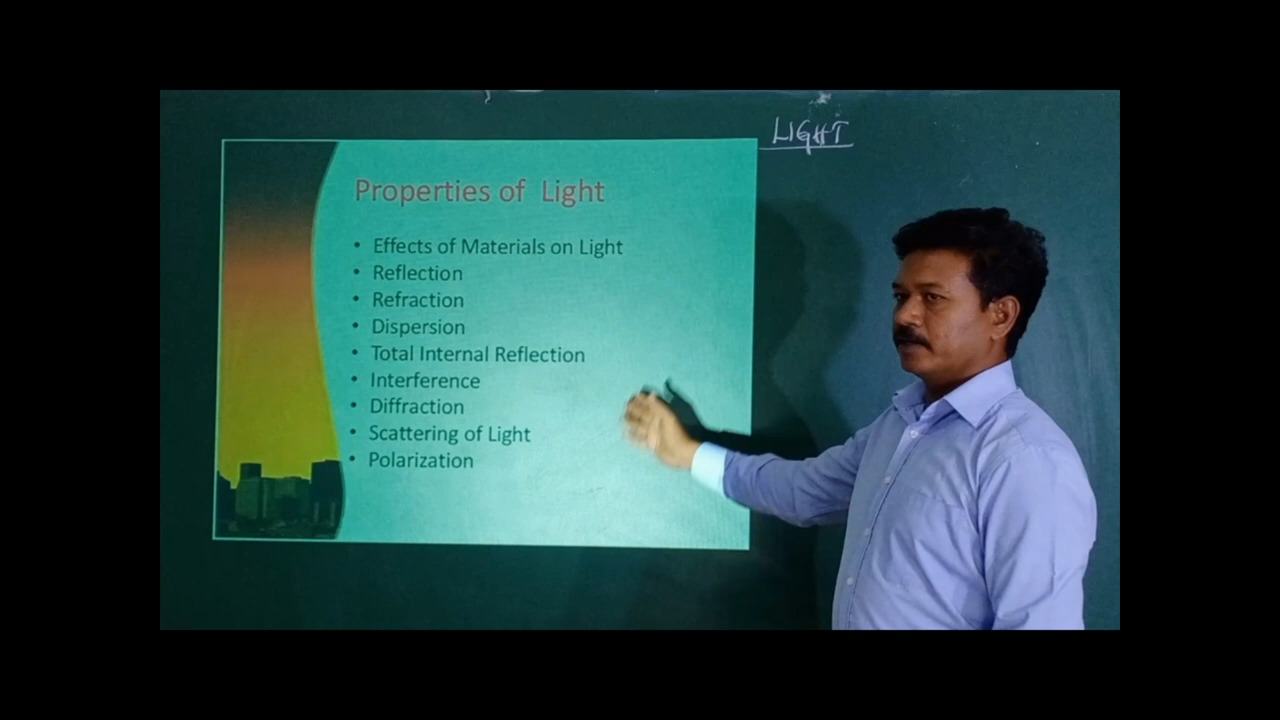 LIGHT
Properties of Light
• Effects of Materials on Light
• Reflection
• Refraction
• Dispersion
• Total Internal Reflection
• Interference
• Diffraction
• Scattering of Light
• Polarization